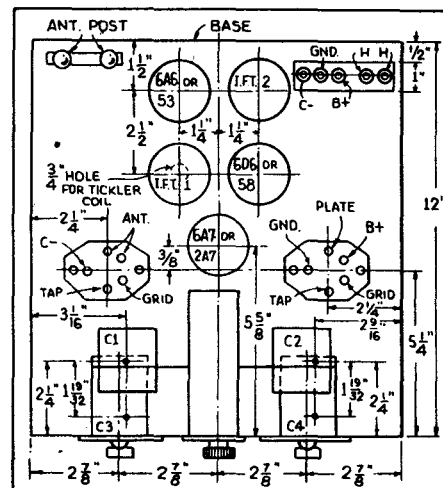 ANT. POST
BASE
1 1/2"
6A6 OR
53
I.F.T. 2
GND. H H
C- B+
1/2"
1"
2 1/2"
1 1/4" 1 1/4"
3/4" HOLE
FOR TICKLER
COIL
I.F.T. 1
6D6 OR
58
12"
2 1/4"
ANT.
C-
6A7 OR
2A7
3/8"
PLATE
GND.
B+
TAP
GRID
TAP
GRID
3 1/16"
2 1/4"
2 9/16"
5 5/8"
5 1/4"
C1
C2
2 1/4"
1 19/32"
1 19/32"
2 1/4"
C3
C4
2 7/8" 2 7/8" 2 7/8" 2 7/8"